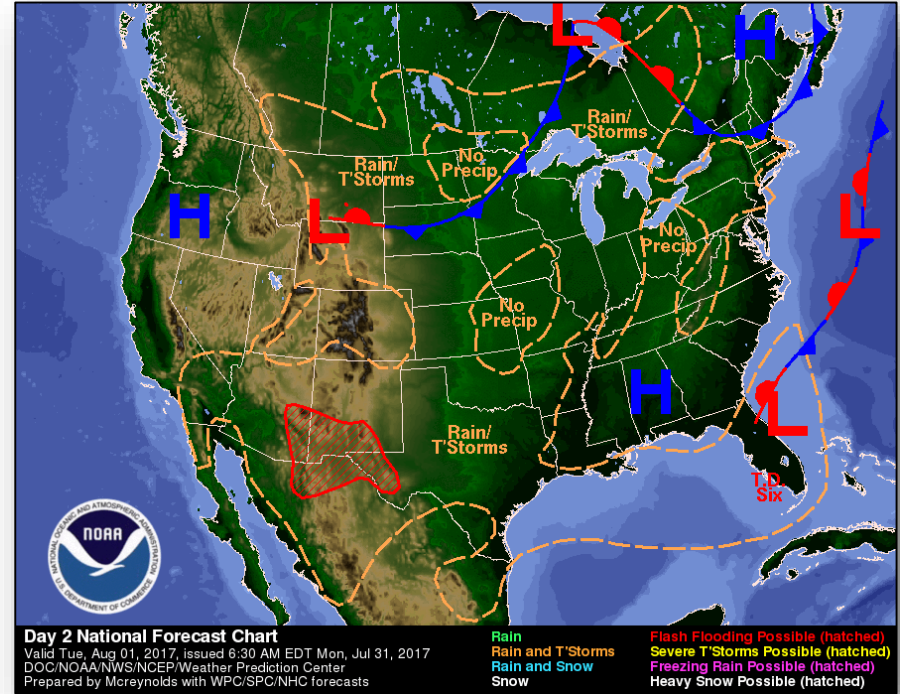 L
H
Rain/
T'Storms
Rain/
T'Storms
No
Precip
H
L
L
No
Precip
No
Precip
H
L
Rain/
T'Storms
T.D.
Six
NATIONAL OCEANIC AND ATMOSPHERIC ADMINISTRATION
NOAA
U.S. DEPARTMENT OF COMMERCE
Day 2 National Forecast Chart
Valid Tue, Aug 01, 2017, issued 6:30 AM EDT Mon, Jul 31, 2017
DOC/NOAA/NWS/NCEP/Weather Prediction Center
Prepared by Mcreynolds with WPC/SPC/NHC forecasts
Rain
Rain and T'Storms
Rain and Snow
Snow
Flash Flooding Possible (hatched)
Severe T'Storms Possible (hatched)
Freezing Rain Possible (hatched)
Heavy Snow Possible (hatched)